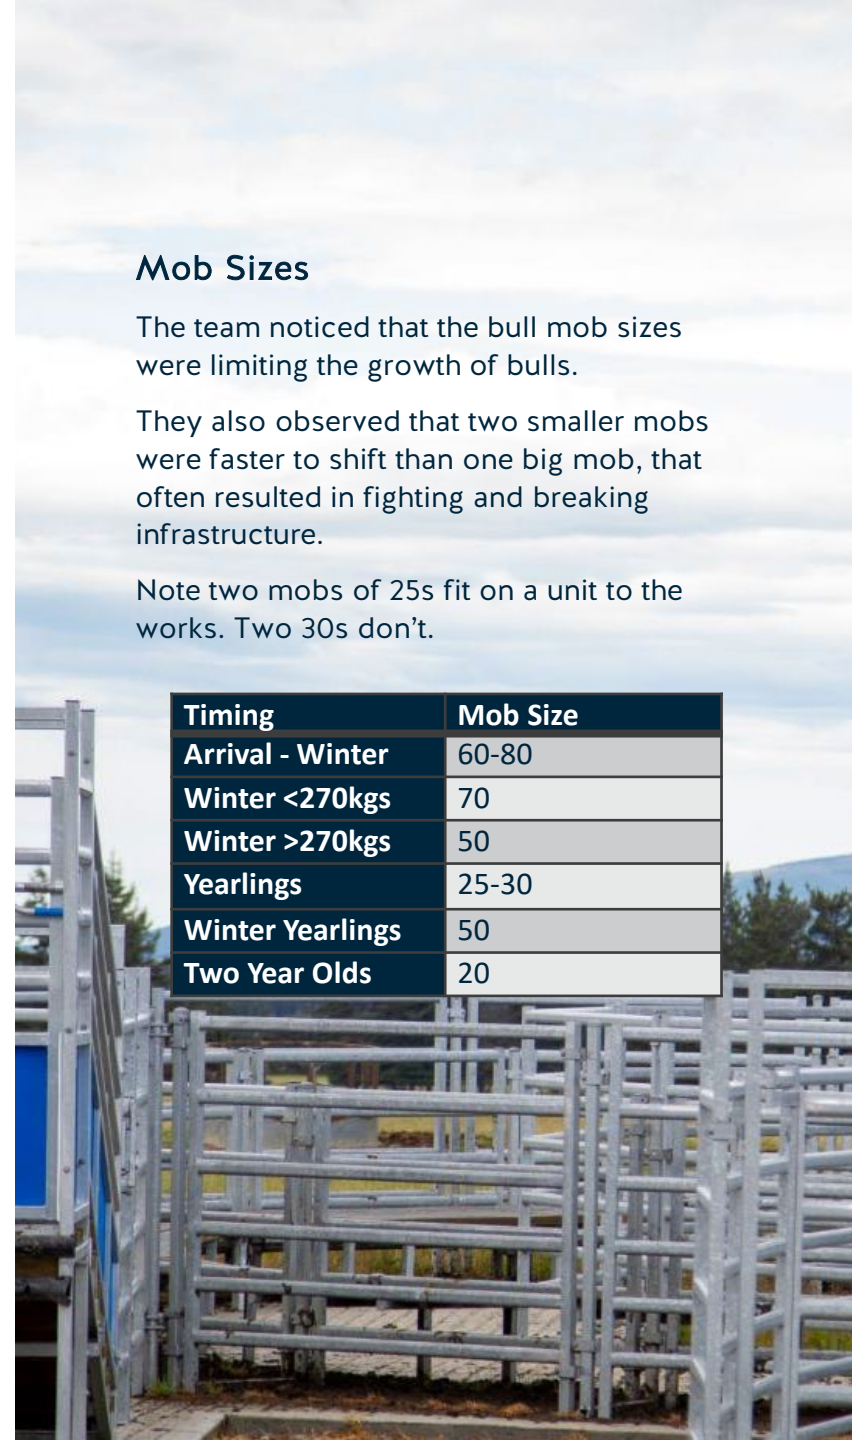 Mob Sizes
The team noticed that the bull mob sizes
were limiting the growth of bulls.
They also observed that two smaller mobs
were faster to shift than one big mob, that
often resulted in fighting and breaking
infrastructure.
Note two mobs of 25s fit on a unit to the
works. Two 30s don’t.
Timing Mob Size
Arrival - Winter 60-80
Winter <270kgs 70
Winter >270kgs 50
Yearlings 25-30
Winter Yearlings 50
Two Year Olds 20